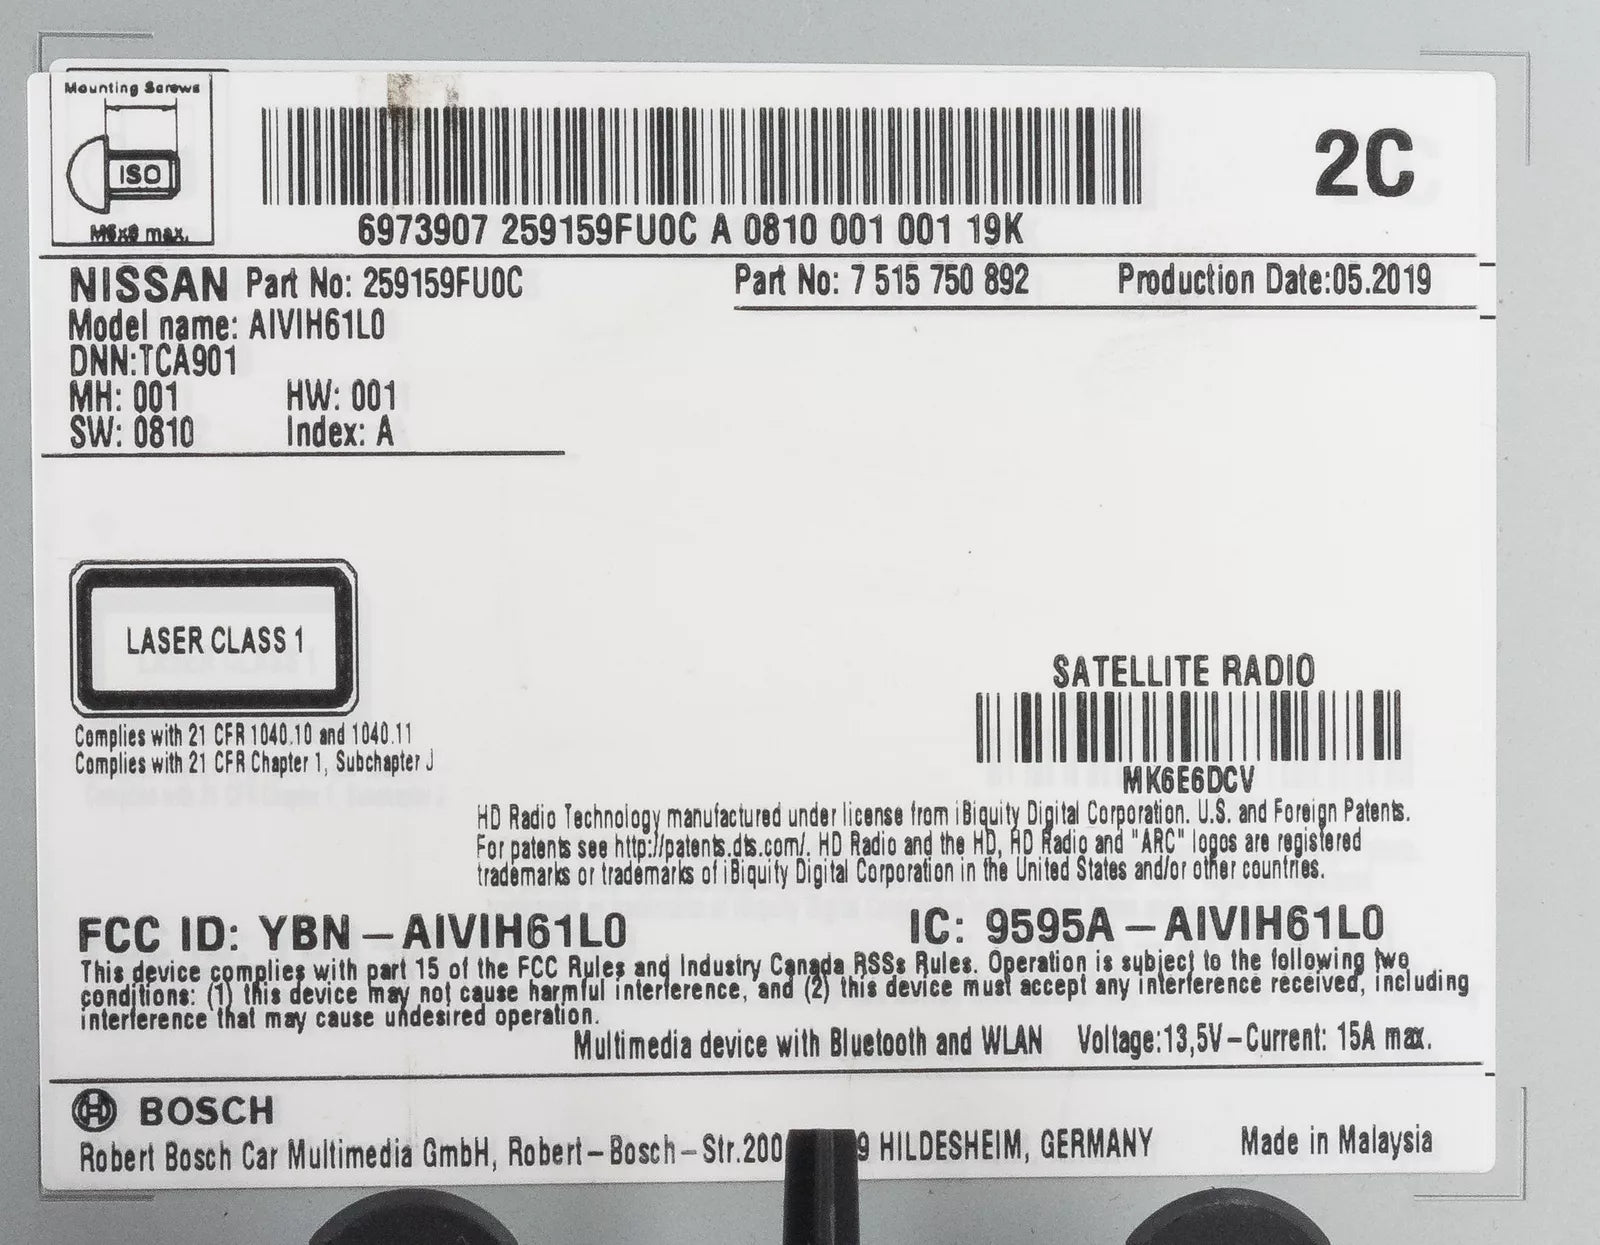 Mounting Screws
ISO
max.
2C
6973907 259159FU0C A 0810 001 001 19K
NISSAN Part No: 259159FU0C
Part No: 7 515 750 892
Production Date:05.2019
Model name: AIVIH61L0
DNN:TCA901
MH: 001 HW: 001
SW: 0810 Index: A
LASER CLASS 1
Complies with 21 CFR 1040.10 and 1040.11
Complies with 21 CFR Chapter 1, Subchapter J
SATELLITE RADIO
MK6E6DCV
HD Radio Technology manufactured under license from iBiquity Digital Corporation. U.S. and Foreign Patents.
For patents see http://patents.dts.com/. HD Radio and the HD, HD Radio and "ARC" logos are registered
trademarks or trademarks of iBiquity Digital Corporation in the United States and/or other countries.
FCC ID: YBN-AIVIH61L0 IC: 9595A-AIVIH61L0
This device complies with part 15 of the FCC Rules and Industry Canada RSSs Rules. Operation is subject to the following two
conditions: (1) this device may not cause harmful interference, and (2) this device must accept any interference received, including
interference that may cause undesired operation.
Multimedia device with Bluetooth and WLAN Voltage:13,5V-Current: 15A max.
BOSCH
Robert Bosch Car Multimedia GmbH, Robert-Bosch-Str.200 9 HILDESHEIM, GERMANY Made in Malaysia